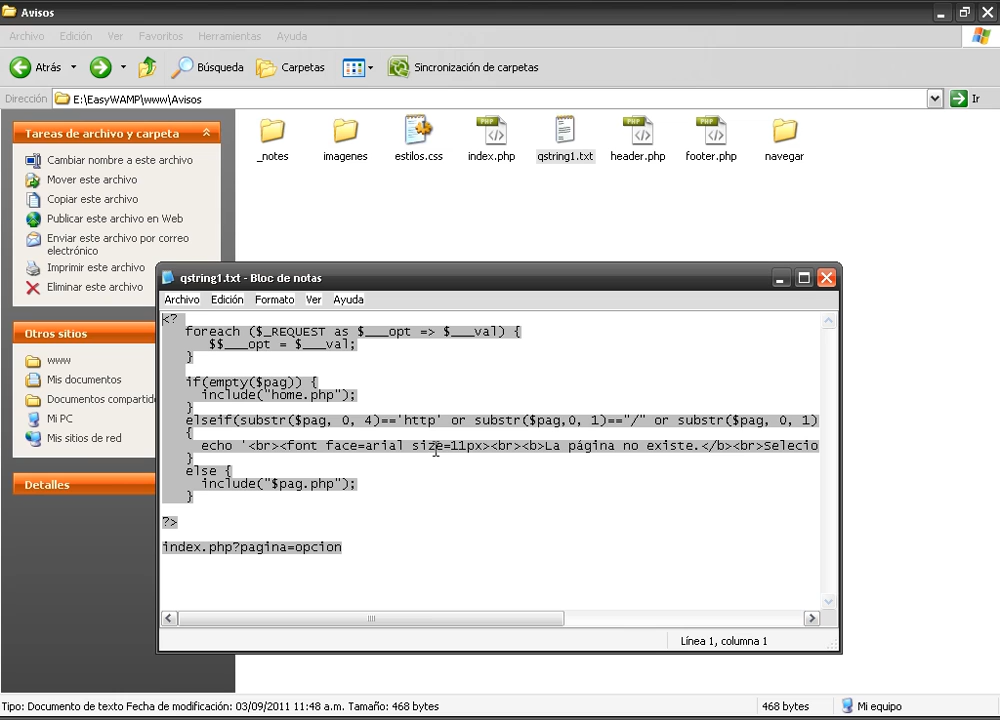 Avisos
Archivo Edición Ver Favoritos Herramientas Ayuda
Atrás Búsqueda Carpetas Sincronización de carpetas
Dirección E:\EasyWAMP\www\Avisos Ir
Tareas de archivo y carpeta
Cambiar nombre a este archivo
Mover este archivo
Copiar este archivo
Publicar este archivo en Web
Enviar este archivo por correo
electrónico
Imprimir este archivo
Eliminar este archivo
Otros sitios
www
Mis documentos
Documentos compartido
Mi PC
Mis sitios de red
Detalles
_notes imagenes estilos.css index.php qstring1.txt header.php footer.php navegar
PHP PHP PHP
qstring1.txt - Bloc de notas
Archivo Edición Formato Ver Ayuda
<?
foreach ($_REQUEST as $___opt => $___val) {
$$___opt = $___val;
}
if(empty($pag)) {
include("home.php");
}
elseif(substr($pag, 0, 4)=='http' or substr($pag,0, 1)=="/" or substr($pag, 0, 1)
{
echo '<br><font face=arial size=11px><br><b>La página no existe.</b><br>Selecio
}
else {
include("$pag.php");
}
?>
index.php?pagina=opcion
Línea 1, columna 1
Tipo: Documento de texto Fecha de modificación: 03/09/2011 11:48 a.m. Tamaño: 468 bytes 468 bytes Mi equipo